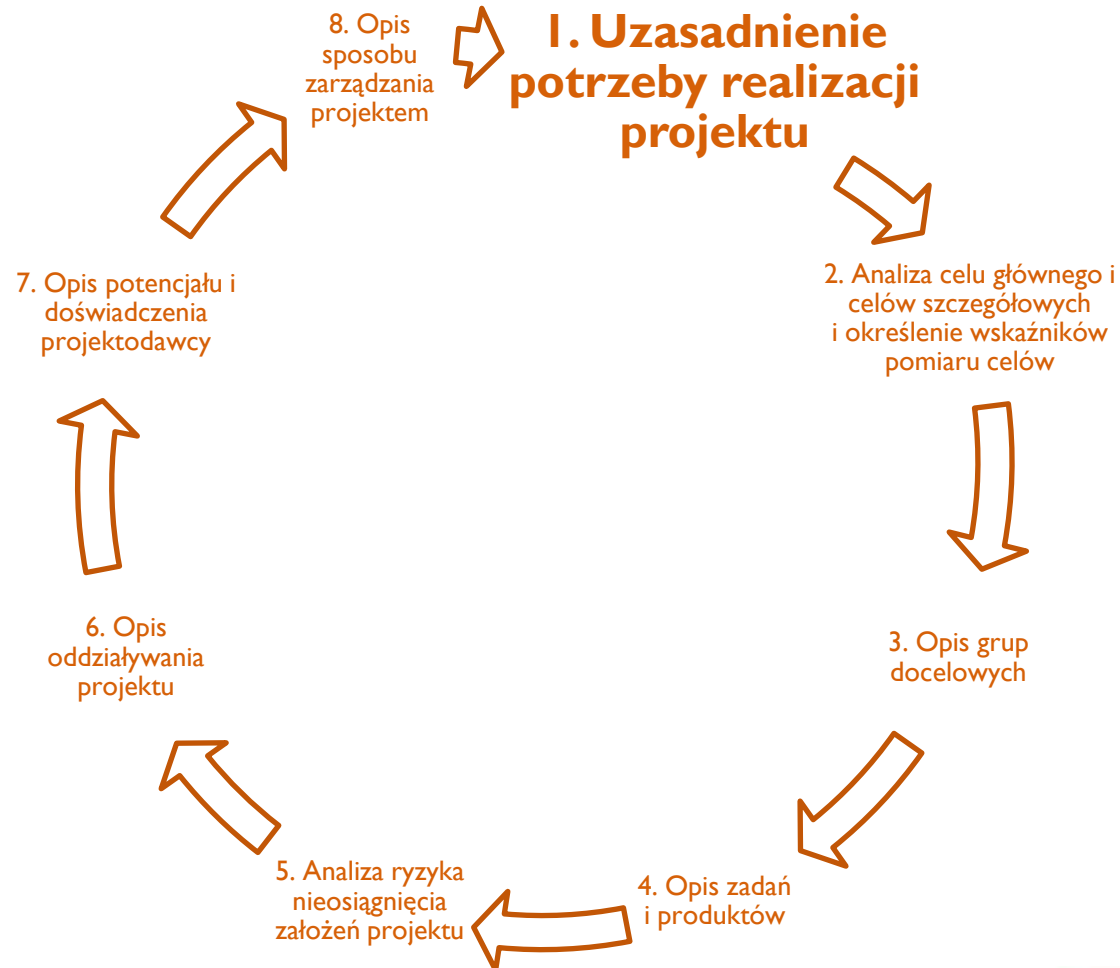 1. Uzasadnienie
potrzeby realizacji
projektu
2. Analiza celu głównego i
celów szczegółowych
i określenie wskaźników
pomiaru celów
3. Opis grup
docelowych
4. Opis zadań
i produktów
5. Analiza ryzyka
nieosiągnięcia
założeń projektu
6. Opis
oddziaływania
projektu
7. Opis potencjału i
doświadczenia
projektodawcy
8. Opis
sposobu
zarządzania
projektem